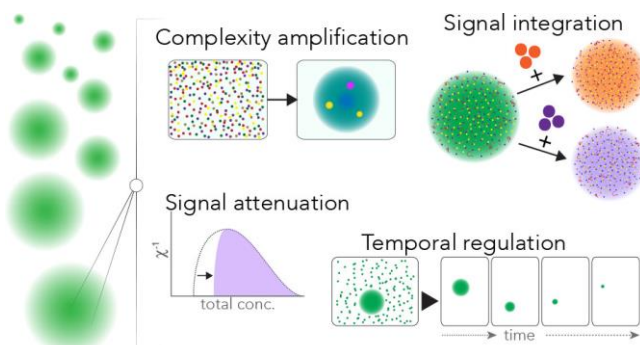 Complexity amplification
Signal integration
+
+
Signal attenuation
χ⁻¹
total conc.
Temporal regulation
time